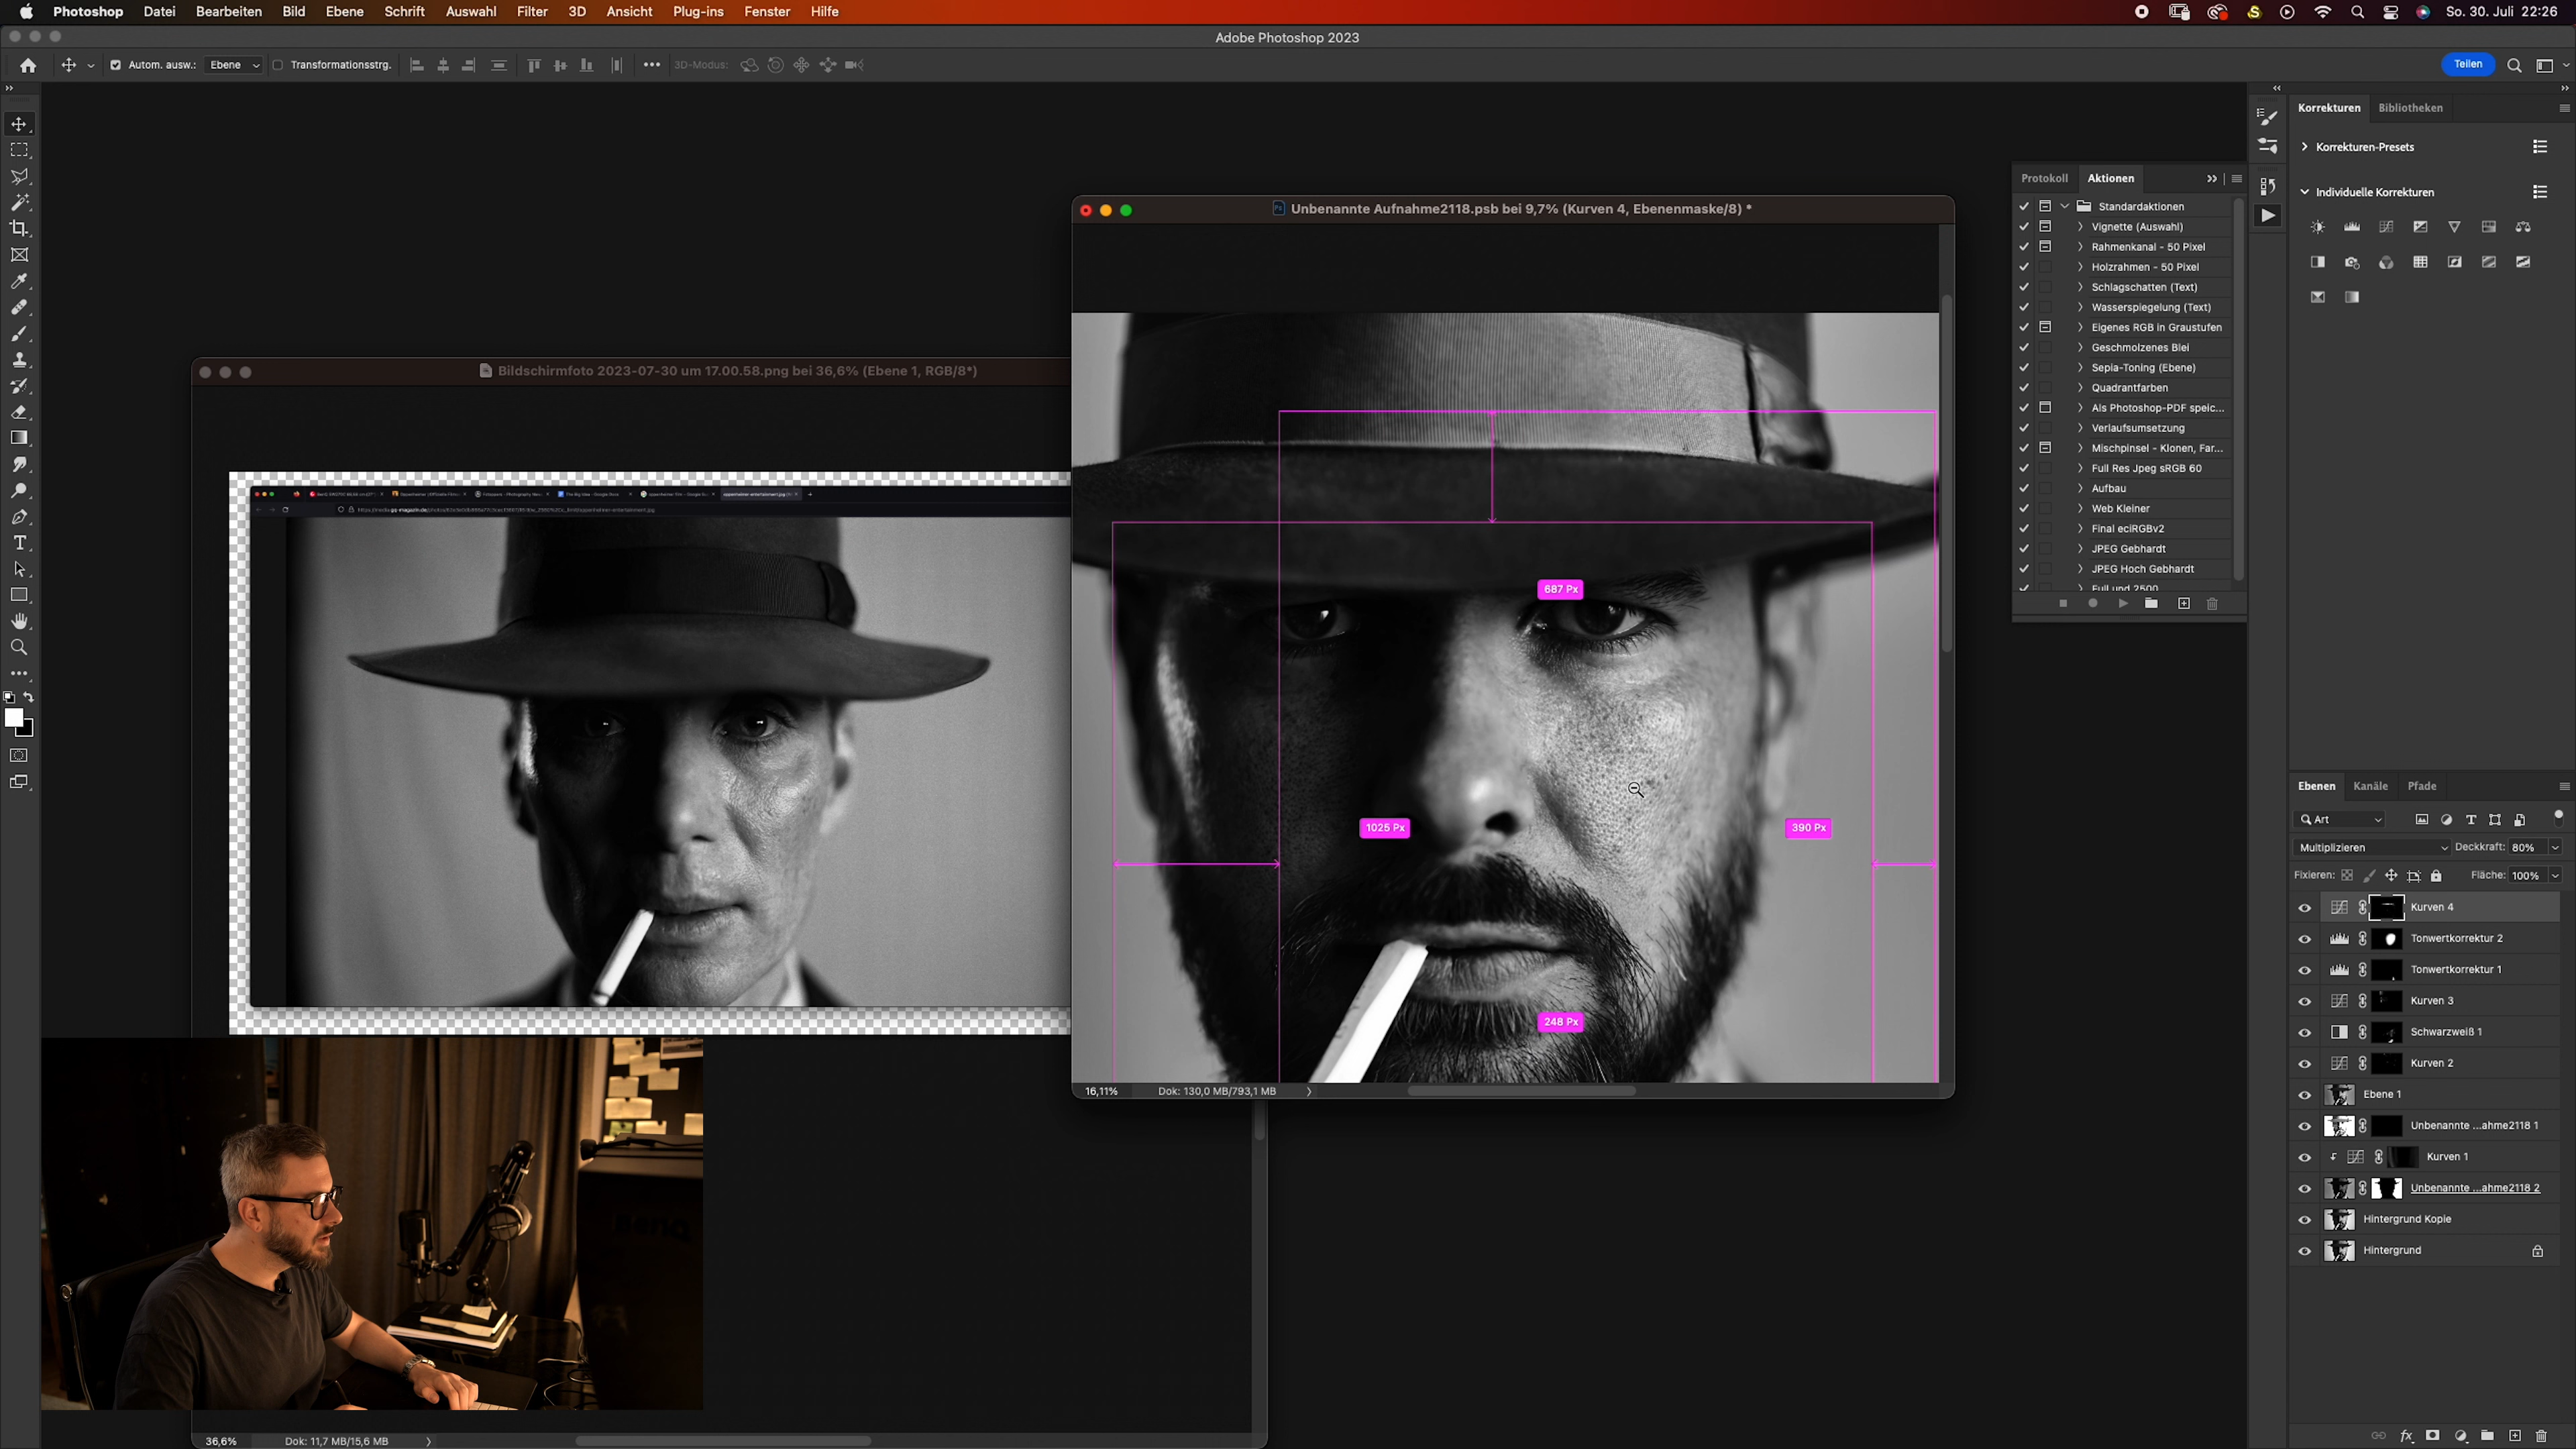 Photoshop Datei Bearbeiten Bild Ebene Schrift Auswahl Filter 3D Ansicht Plug-ins Fenster Hilfe
So. 30. Juli 22:26
Adobe Photoshop 2023
Autom. ausw.: Ebene Transformationsstrg. 3D-Modus: Teilen
Korrekturen Bibliotheken
Korrekturen-Presets
Individuelle Korrekturen
Protokoll Aktionen
Standardaktionen
Vignette (Auswahl)
Rahmenkanal - 50 Pixel
Holzrahmen - 50 Pixel
Schlagschatten (Text)
Wasserspiegelung (Text)
Eigenes RGB in Graustufen
Geschmolzenes Blei
Sepia-Toning (Ebene)
Quadrantfarben
Als Photoshop-PDF speic...
Verlaufsumsetzung
Mischpinsel - Klonen, Far...
Full Res Jpeg sRGB 60
Aufbau
Web Kleiner
Final eciRGBv2
JPEG Gebhardt
JPEG Hoch Gebhardt
Full und 2500
Unbenannte Aufnahme2118.psb bei 9,7% (Kurven 4, Ebenenmaske/8) *
687 Px
1025 Px
390 Px
248 Px
16,11% Dok: 130,0 MB/793,1 MB
Bildschirmfoto 2023-07-30 um 17.00.58.png bei 36,6% (Ebene 1, RGB/8*)
36,6% Dok: 11,7 MB/15,6 MB
Ebenen Kanäle Pfade
Art
Multiplizieren Deckkraft: 80%
Fixieren: Fläche: 100%
Kurven 4
Tonwertkorrektur 2
Tonwertkorrektur 1
Kurven 3
Schwarzweiß 1
Kurven 2
Ebene 1
Unbenannte ...ahme2118 1
Kurven 1
Unbenannte ...ahme2118 2
Hintergrund Kopie
Hintergrund